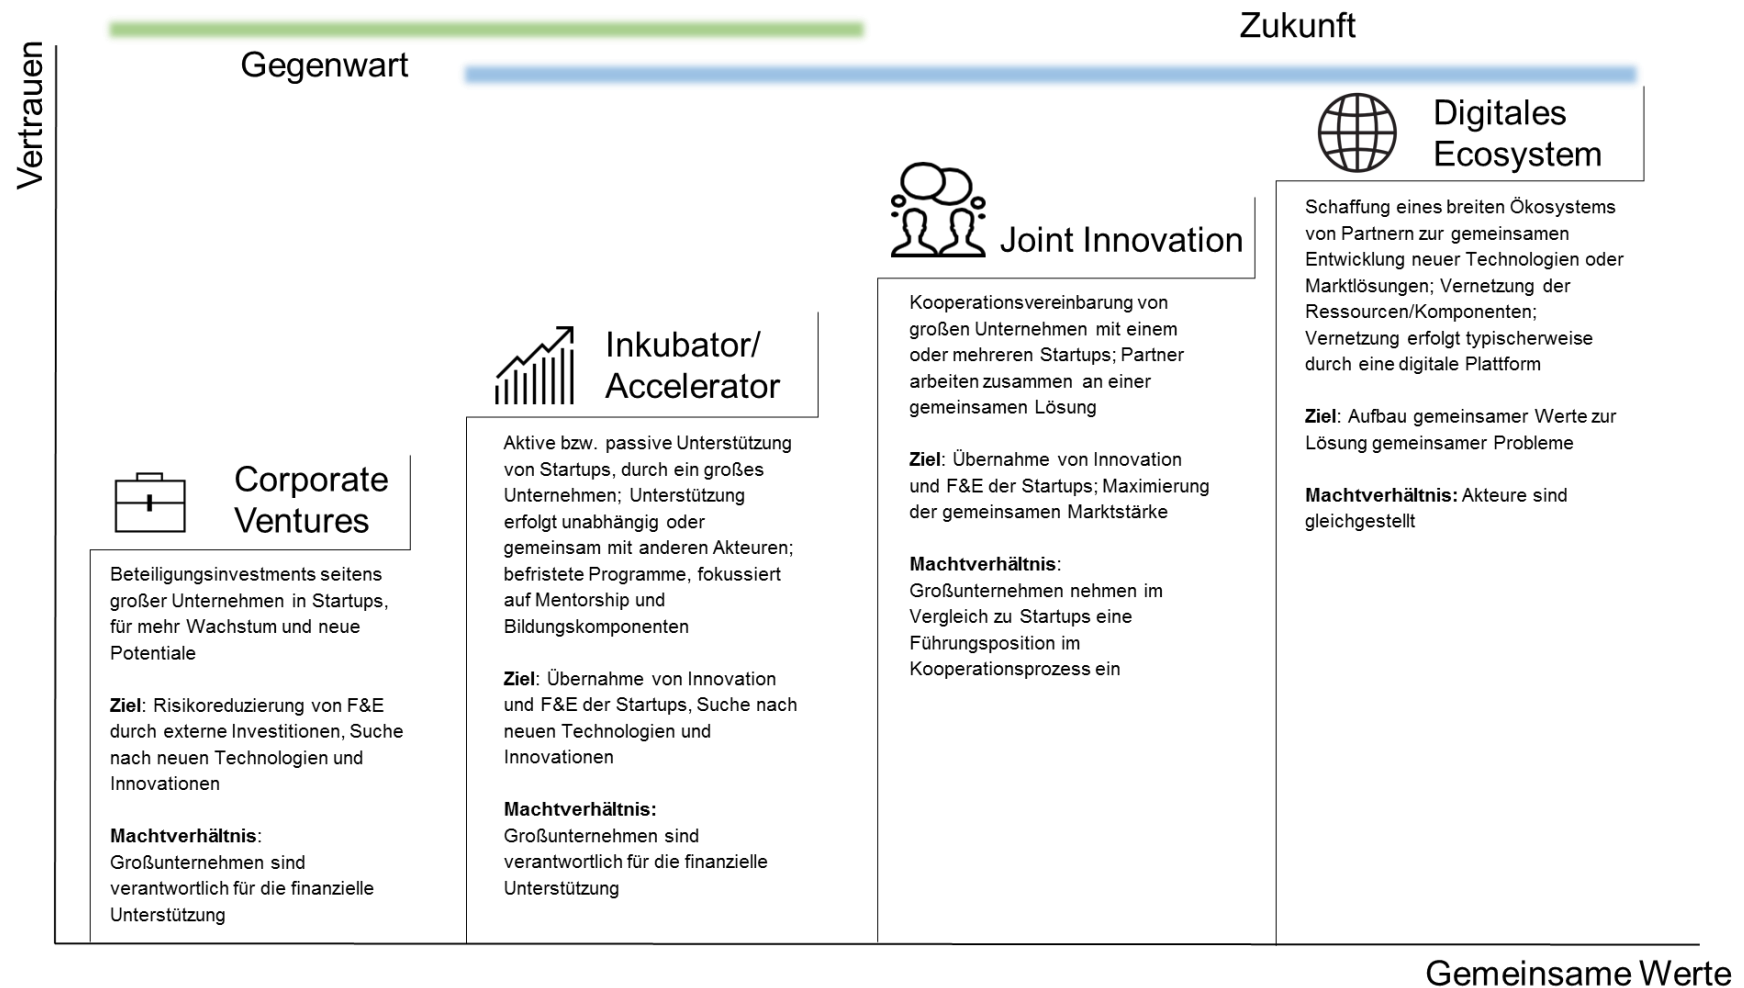 Zukunft
Gegenwart
Vertrauen
Digitales
Ecosystem
Schaffung eines breiten Ökosystems
von Partnern zur gemeinsamen
Entwicklung neuer Technologien oder
Marktlösungen; Vernetzung der
Ressourcen/Komponenten;
Vernetzung erfolgt typischerweise
durch eine digitale Plattform
Ziel: Aufbau gemeinsamer Werte zur
Lösung gemeinsamer Probleme
Machtverhältnis: Akteure sind
gleichgestellt
Joint Innovation
Kooperationsvereinbarung von
großen Unternehmen mit einem
oder mehreren Startups; Partner
arbeiten zusammen an einer
gemeinsamen Lösung
Ziel: Übernahme von Innovation
und F&E der Startups; Maximierung
der gemeinsamen Marktstärke
Machtverhältnis:
Großunternehmen nehmen im
Vergleich zu Startups eine
Führungsposition im
Kooperationsprozess ein
Inkubator/
Accelerator
Aktive bzw. passive Unterstützung
von Startups, durch ein großes
Unternehmen; Unterstützung
erfolgt unabhängig oder
gemeinsam mit anderen Akteuren;
befristete Programme, fokussiert
auf Mentorship und
Bildungskomponenten
Ziel: Übernahme von Innovation
und F&E der Startups, Suche nach
neuen Technologien und
Innovationen
Machtverhältnis:
Großunternehmen sind
verantwortlich für die finanzielle
Unterstützung
Corporate
Ventures
Beteiligungsinvestments seitens
großer Unternehmen in Startups,
für mehr Wachstum und neue
Potentiale
Ziel: Risikoreduzierung von F&E
durch externe Investitionen, Suche
nach neuen Technologien und
Innovationen
Machtverhältnis:
Großunternehmen sind
verantwortlich für die finanzielle
Unterstützung
Gemeinsame Werte